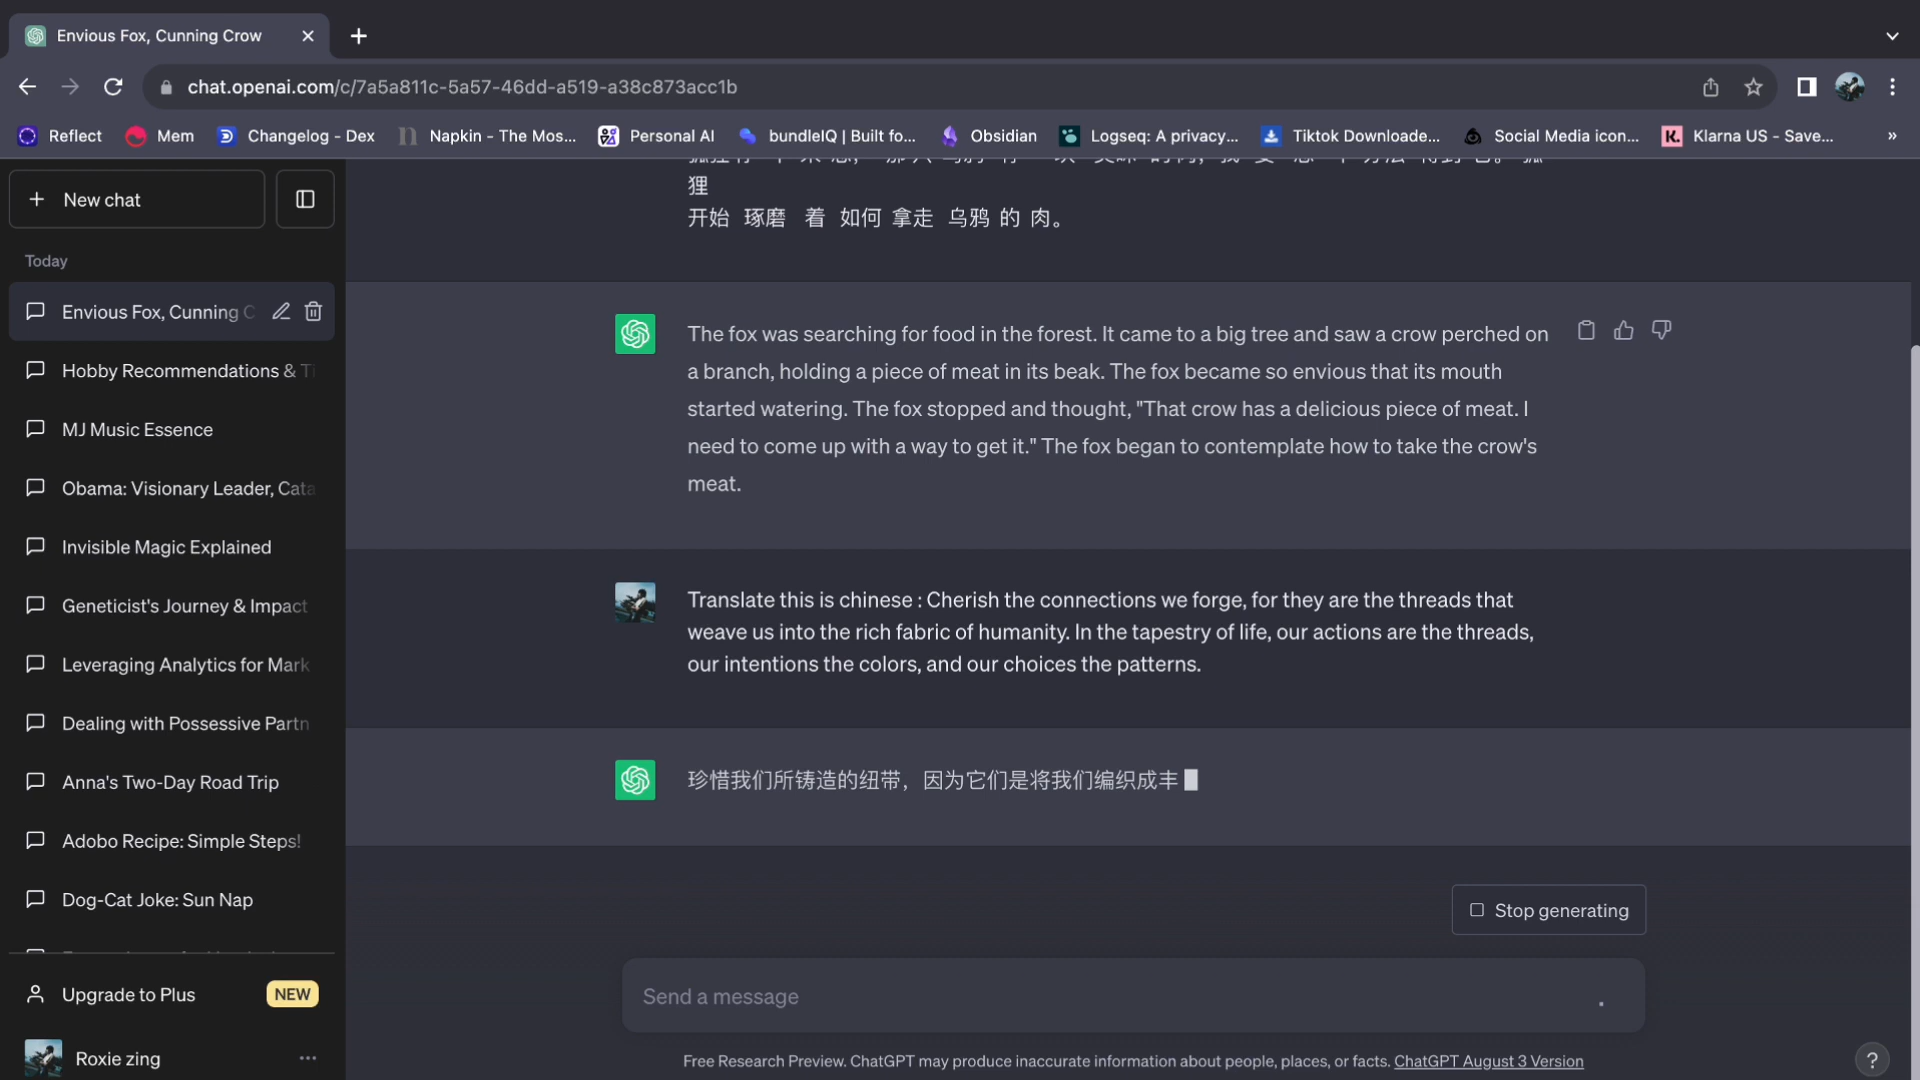 Envious Fox, Cunning Crow
chat.openai.com/c/7a5a811c-5a57-46dd-a519-a38c873acc1b
Reflect Mem Changelog - Dex Napkin - The Mos... Personal AI bundleIQ | Built fo... Obsidian Logseq: A privacy... Tiktok Downloade... Social Media icon... Klarna US - Save... »
New chat
Today
Envious Fox, Cunning C
Hobby Recommendations & Ti
MJ Music Essence
Obama: Visionary Leader, Cata
Invisible Magic Explained
Geneticist's Journey & Impact
Leveraging Analytics for Mark
Dealing with Possessive Partn
Anna's Two-Day Road Trip
Adobo Recipe: Simple Steps!
Dog-Cat Joke: Sun Nap
Upgrade to Plus NEW
Roxie zing
狸
开始 琢磨 着 如何 拿走 乌鸦 的 肉。
The fox was searching for food in the forest. It came to a big tree and saw a crow perched on
a branch, holding a piece of meat in its beak. The fox became so envious that its mouth
started watering. The fox stopped and thought, "That crow has a delicious piece of meat. I
need to come up with a way to get it." The fox began to contemplate how to take the crow's
meat.
Translate this is chinese : Cherish the connections we forge, for they are the threads that
weave us into the rich fabric of humanity. In the tapestry of life, our actions are the threads,
our intentions the colors, and our choices the patterns.
珍惜我们所铸造的纽带，因为它们是将我们编织成丰
Stop generating
Send a message
Free Research Preview. ChatGPT may produce inaccurate information about people, places, or facts. ChatGPT August 3 Version
?